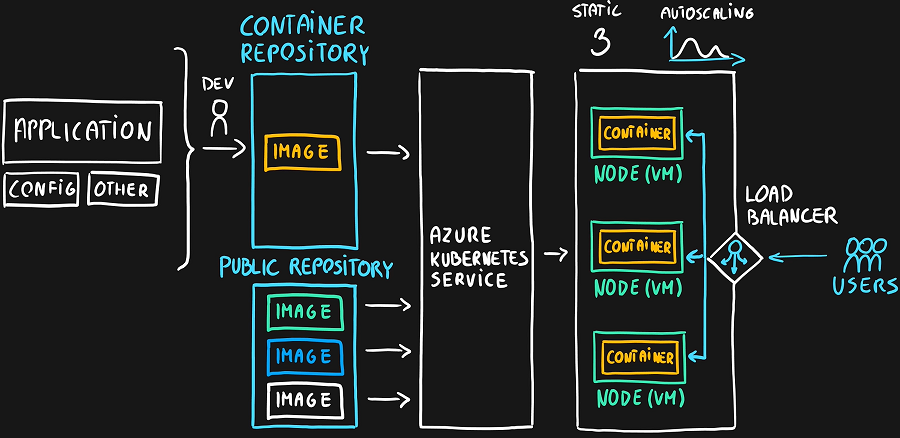 APPLICATION
CONFIG
OTHER
DEV
CONTAINER
REPOSITORY
IMAGE
PUBLIC REPOSITORY
IMAGE
IMAGE
IMAGE
AZURE
KUBERNETES
SERVICE
STATIC
3
AUTOSCALING
CONTAINER
NODE (VM)
CONTAINER
NODE (VM)
CONTAINER
NODE (VM)
LOAD
BALANCER
USERS